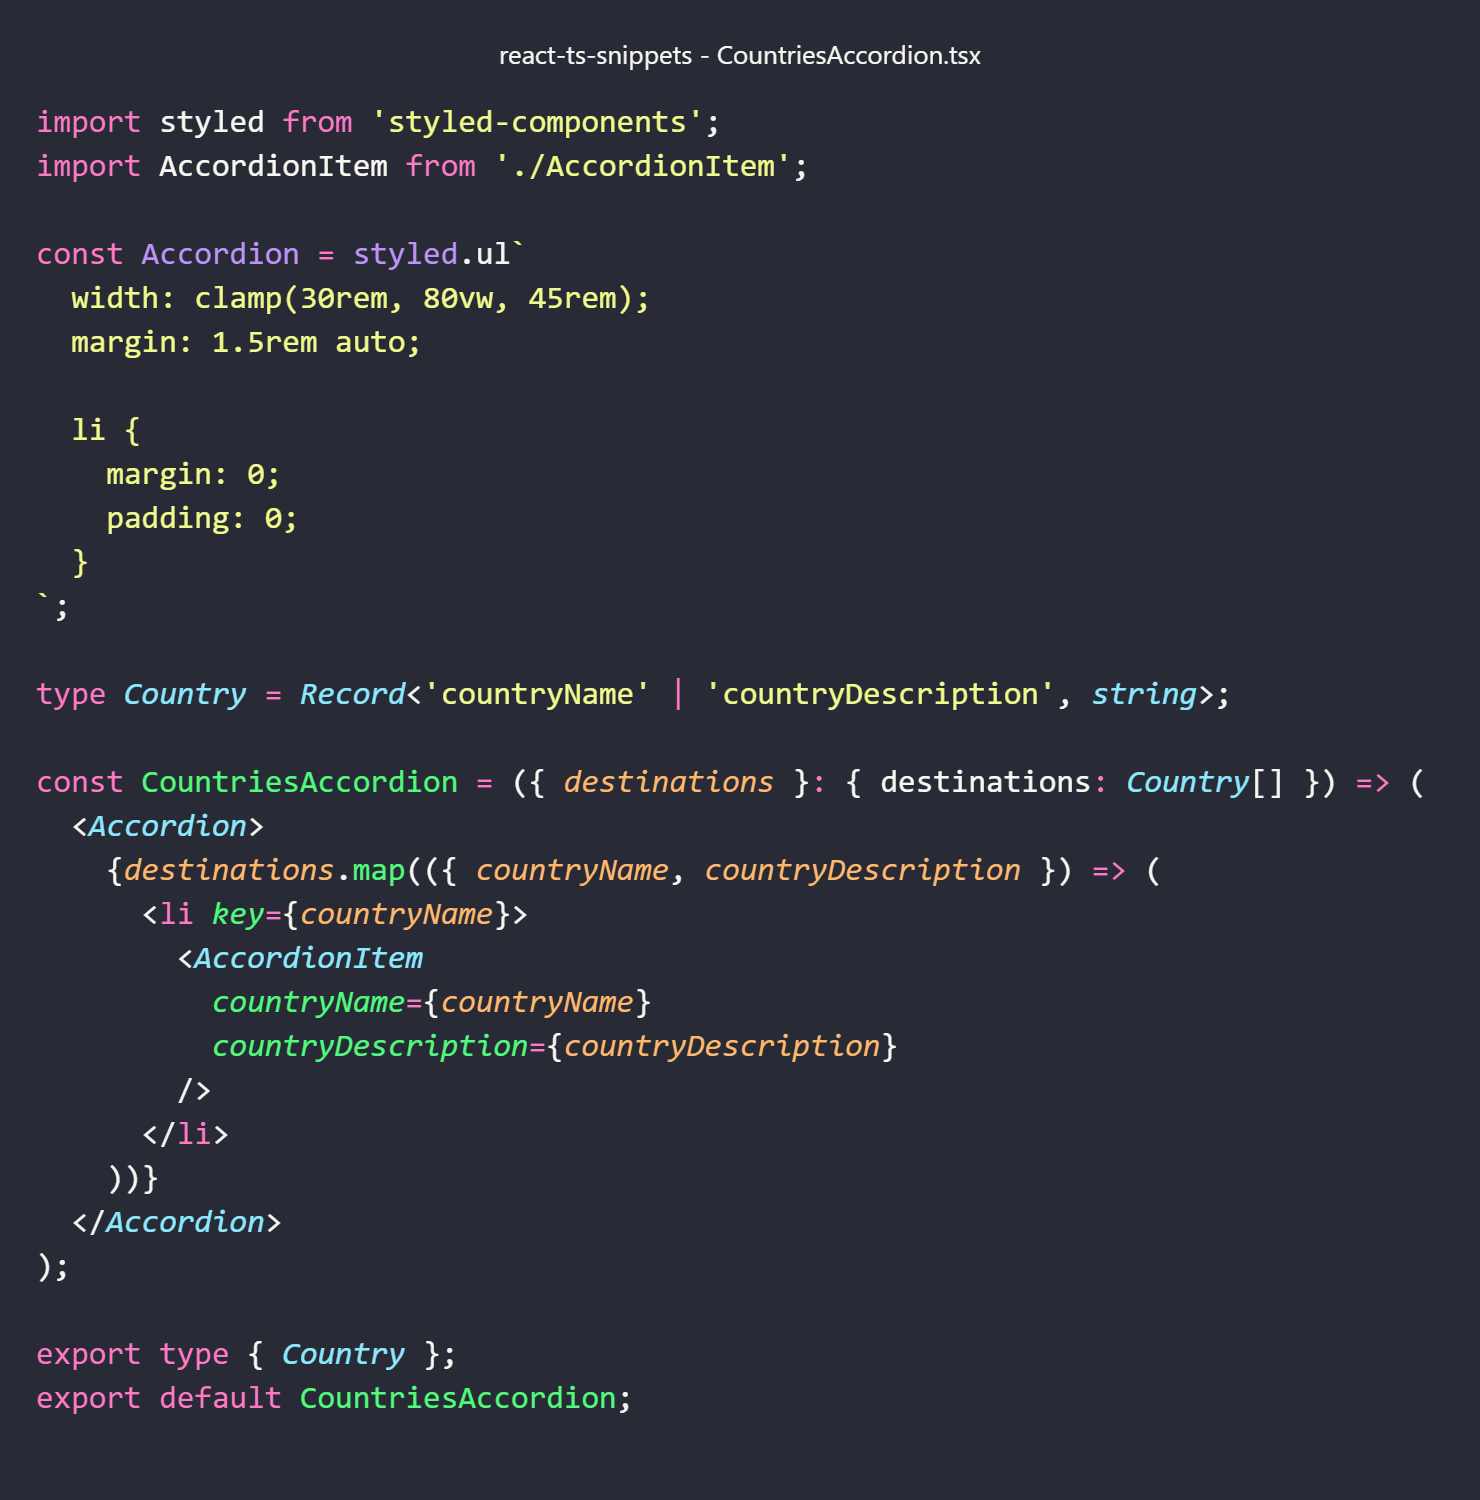 react-ts-snippets - CountriesAccordion.tsx
import styled from 'styled-components';
import AccordionItem from './AccordionItem';

const Accordion = styled.ul`
  width: clamp(30rem, 80vw, 45rem);
  margin: 1.5rem auto;

  li {
    margin: 0;
    padding: 0;
  }
`;

type Country = Record<'countryName' | 'countryDescription', string>;

const CountriesAccordion = ({ destinations }: { destinations: Country[] }) => (
  <Accordion>
    {destinations.map(({ countryName, countryDescription }) => (
      <li key={countryName}>
        <AccordionItem
          countryName={countryName}
          countryDescription={countryDescription}
        />
      </li>
    ))}
  </Accordion>
);

export type { Country };
export default CountriesAccordion;